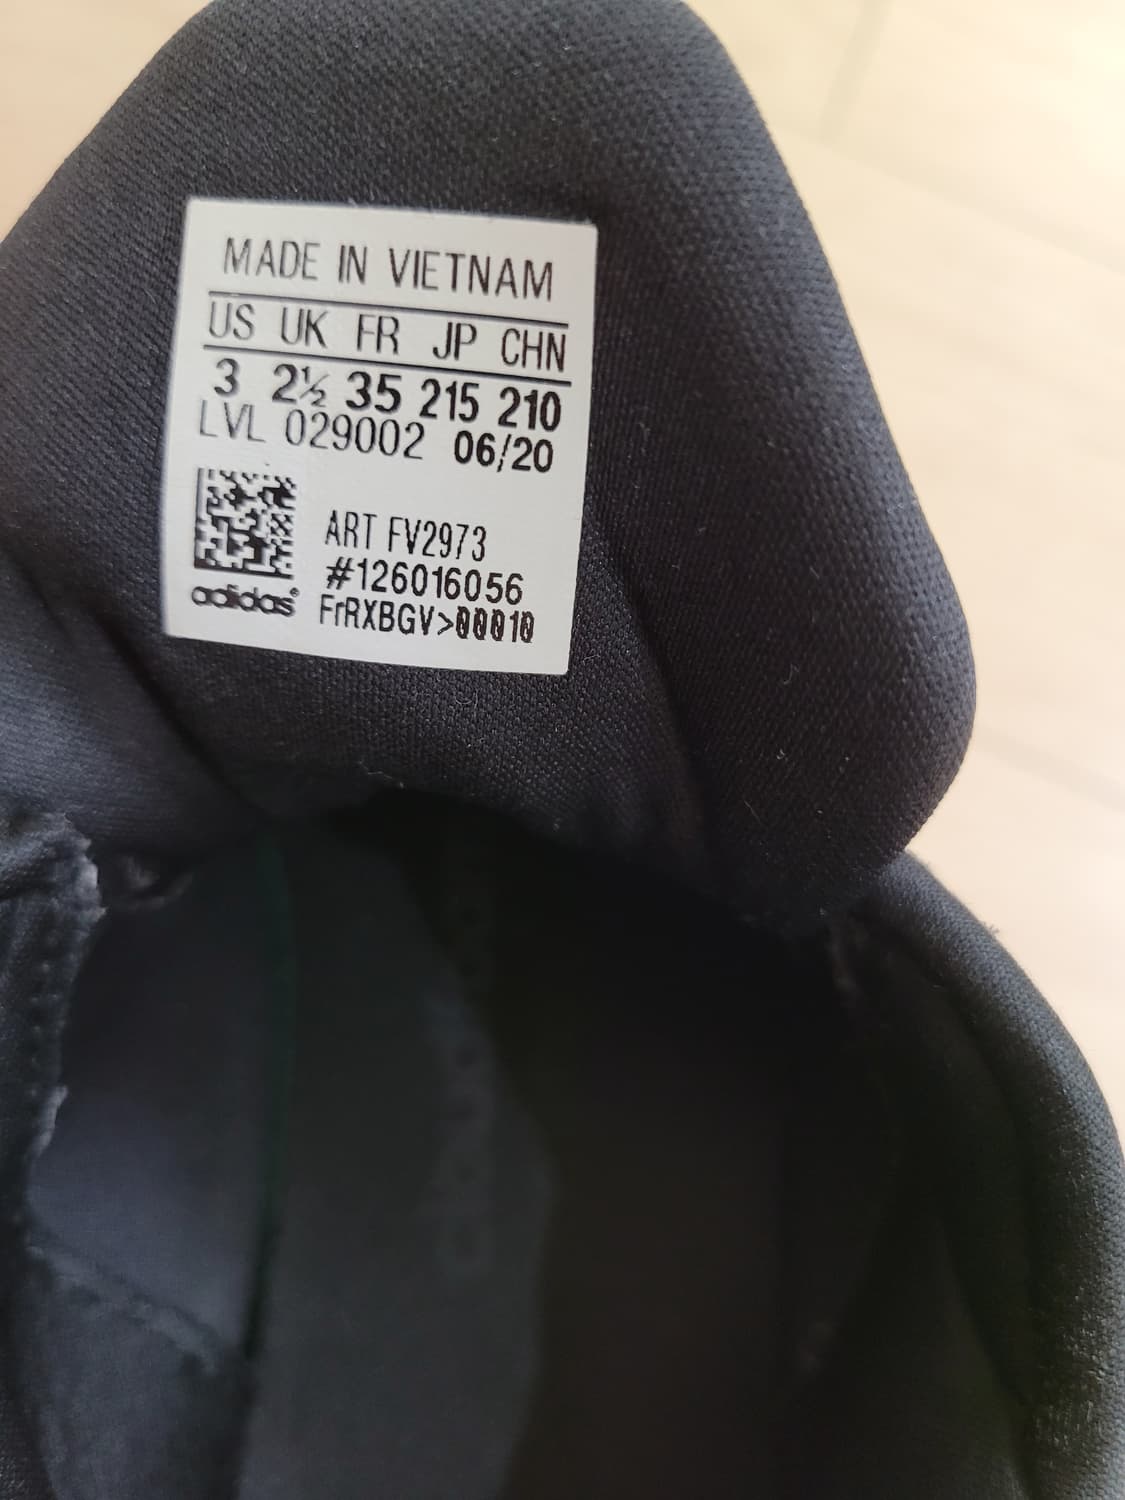 MADE IN VIETNAM
US UK FR JP CHN
3 2½ 35 215 210
LVL 029002 06/20
ART FV2973
#126016056
adidas®
FrRXBGV>00010